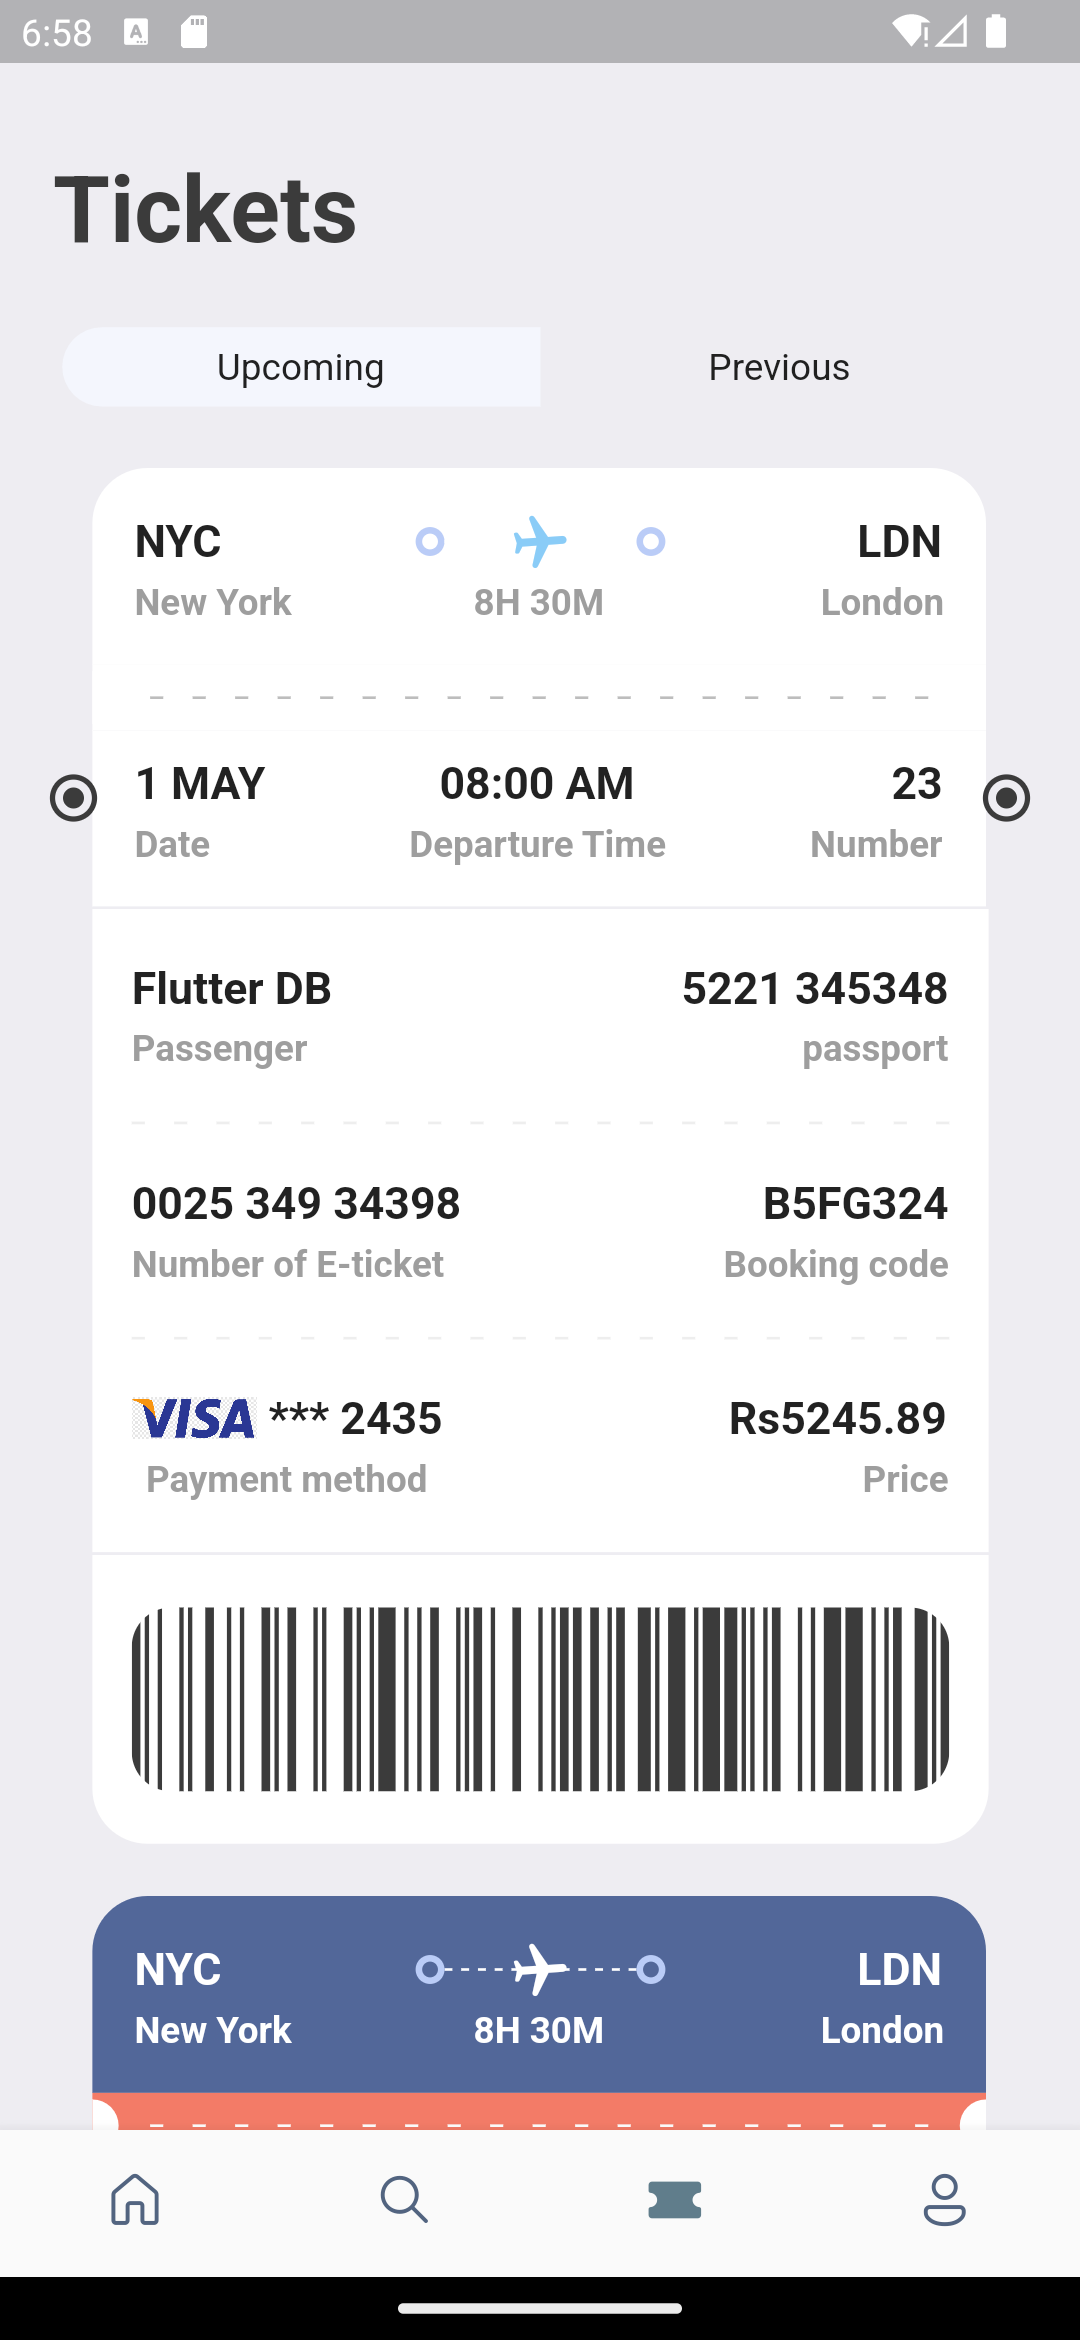 6:58
Tickets
Upcoming Previous
NYC LDN
New York 8H 30M London
1 MAY 08:00 AM 23
Date Departure Time Number
Flutter DB 5221 345348
Passenger passport
0025 349 34398 B5FG324
Number of E-ticket Booking code
VISA *** 2435 Rs5245.89
Payment method Price
NYC LDN
New York 8H 30M London